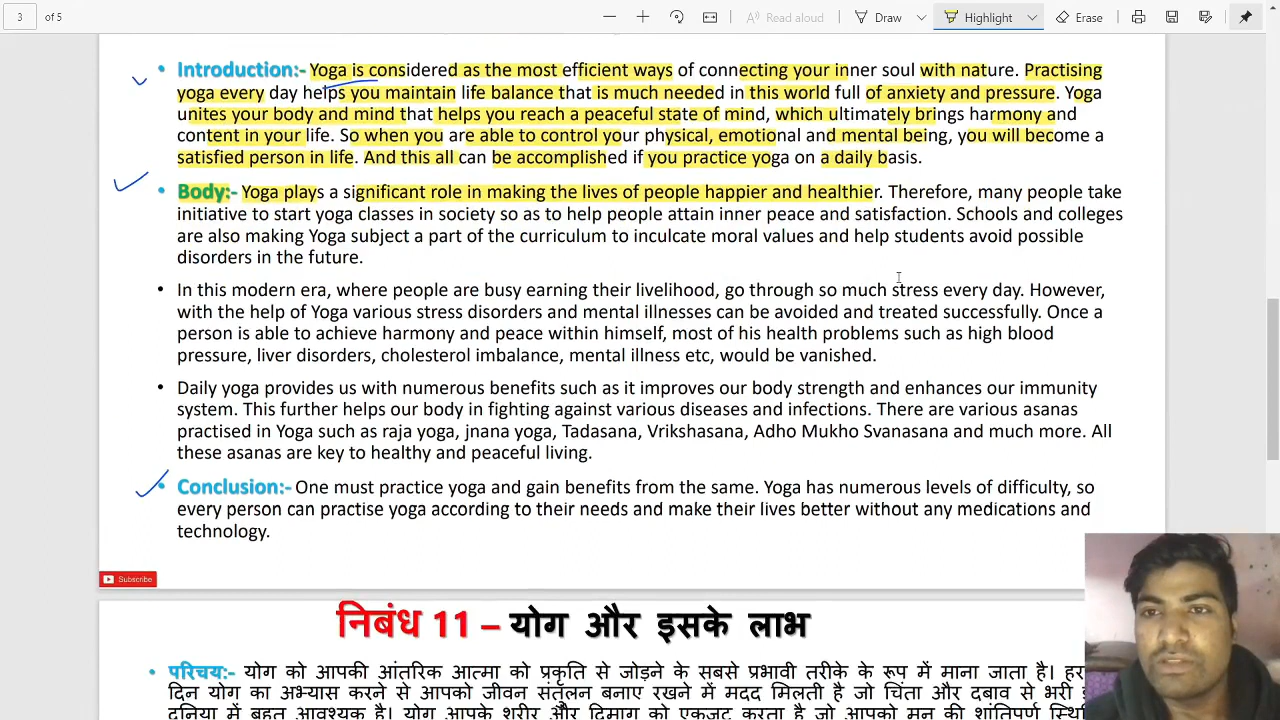 3 of 5
Read aloud
Draw
Highlight
Erase
• Introduction:- Yoga is considered as the most efficient ways of connecting your inner soul with nature. Practising
yoga every day helps you maintain life balance that is much needed in this world full of anxiety and pressure. Yoga
unites your body and mind that helps you reach a peaceful state of mind, which ultimately brings harmony and
content in your life. So when you are able to control your physical, emotional and mental being, you will become a
satisfied person in life. And this all can be accomplished if you practice yoga on a daily basis.
• Body:- Yoga plays a significant role in making the lives of people happier and healthier. Therefore, many people take
initiative to start yoga classes in society so as to help people attain inner peace and satisfaction. Schools and colleges
are also making Yoga subject a part of the curriculum to inculcate moral values and help students avoid possible
disorders in the future.
• In this modern era, where people are busy earning their livelihood, go through so much stress every day. However,
with the help of Yoga various stress disorders and mental illnesses can be avoided and treated successfully. Once a
person is able to achieve harmony and peace within himself, most of his health problems such as high blood
pressure, liver disorders, cholesterol imbalance, mental illness etc, would be vanished.
• Daily yoga provides us with numerous benefits such as it improves our body strength and enhances our immunity
system. This further helps our body in fighting against various diseases and infections. There are various asanas
practised in Yoga such as raja yoga, jnana yoga, Tadasana, Vrikshasana, Adho Mukho Svanasana and much more. All
these asanas are key to healthy and peaceful living.
• Conclusion:- One must practice yoga and gain benefits from the same. Yoga has numerous levels of difficulty, so
every person can practise yoga according to their needs and make their lives better without any medications and
technology.
Subscribe
निबंध 11 – योग और इसके लाभ
• परिचय:- योग को आपकी आंतरिक आत्मा को प्रकृति से जोड़ने के सबसे प्रभावी तरीके के रूप में माना जाता है। हर
दिन योग का अभ्यास करने से आपको जीवन संतुलन बनाए रखने में मदद मिलती है जो चिंता और दबाव से भरी
दुनिया में बहुत आवश्यक है। योग आपके शरीर और दिमाग को एकजुट करता है जो आपको मन की शांतिपूर्ण